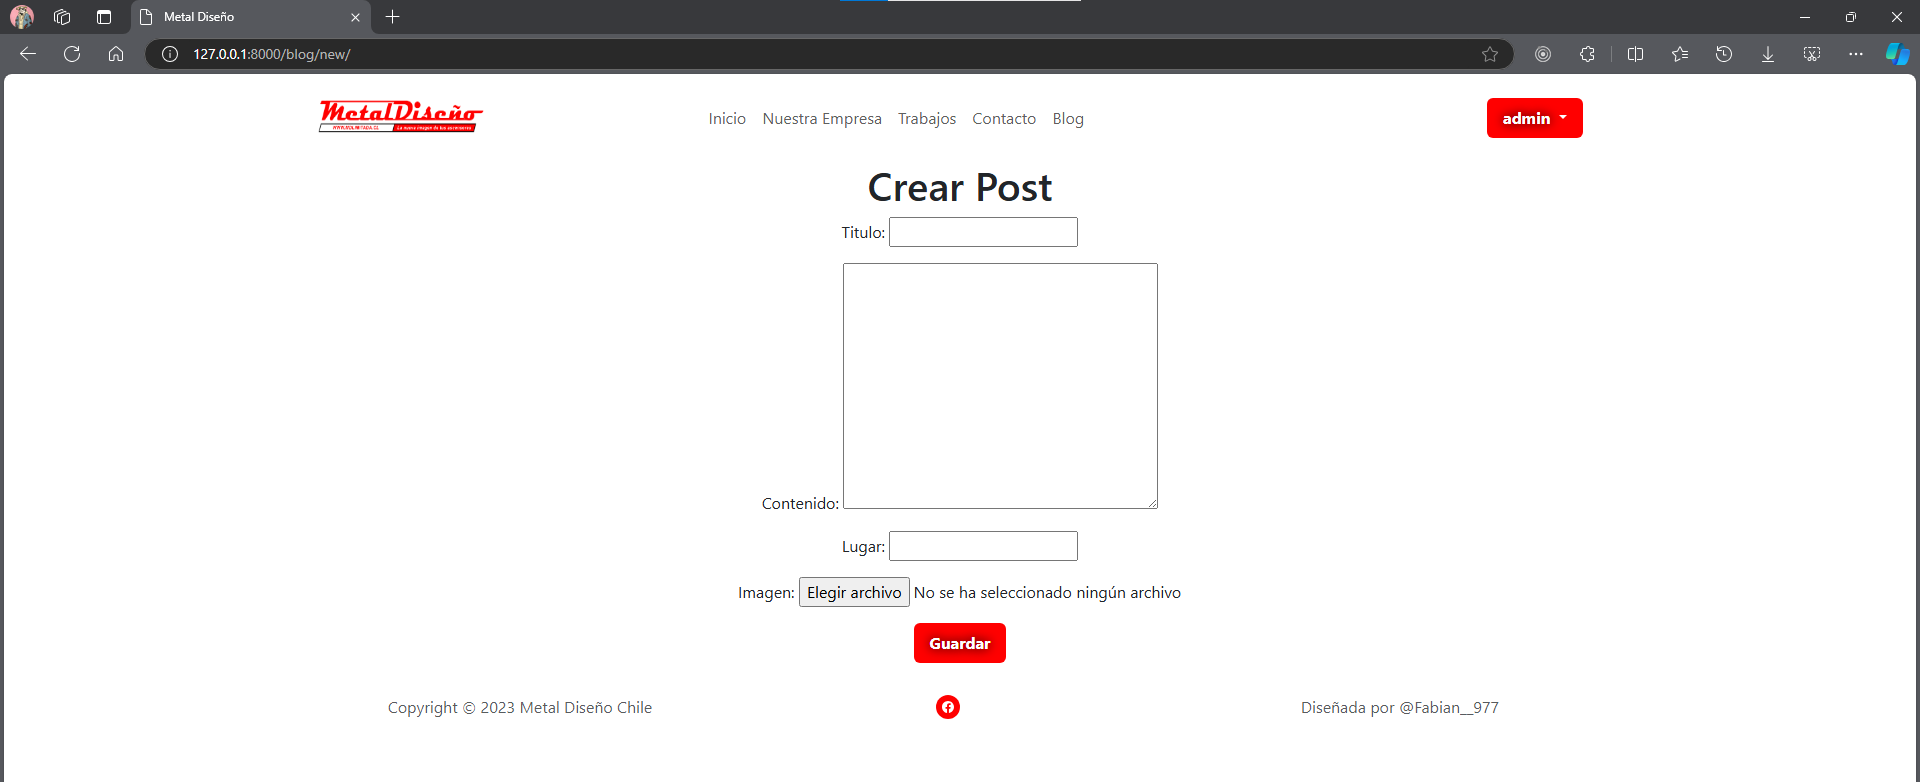 Metal Diseño
127.0.0.1:8000/blog/new/
MetalDiseño
Inicio Nuestra Empresa Trabajos Contacto Blog
admin
Crear Post
Titulo:
Contenido:
Lugar:
Imagen: Elegir archivo No se ha seleccionado ningún archivo
Guardar
Copyright © 2023 Metal Diseño Chile
Diseñada por @Fabian__977